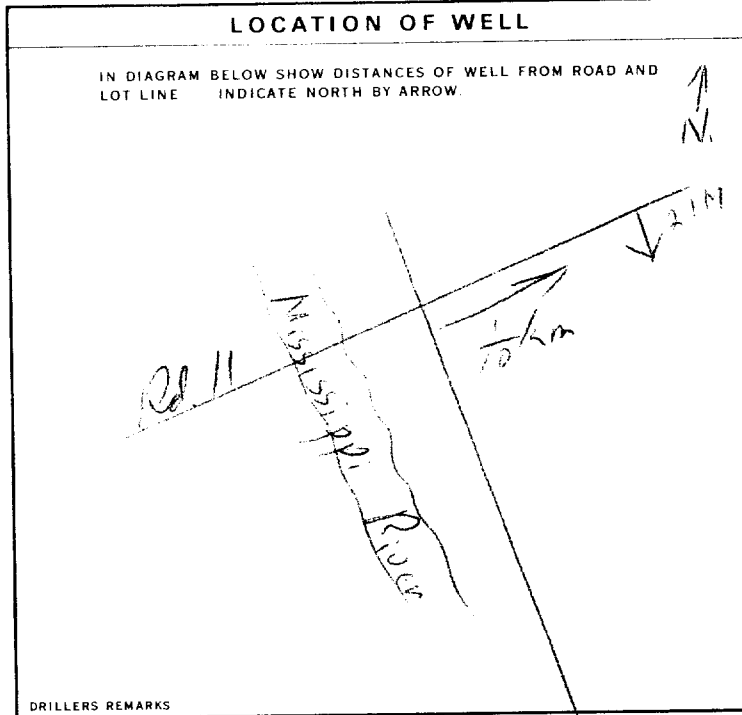 LOCATION OF WELL
IN DIAGRAM BELOW SHOW DISTANCES OF WELL FROM ROAD AND
LOT LINE INDICATE NORTH BY ARROW.
N.
21M
1/10 km
Rd 11
Mississippi River
DRILLERS REMARKS